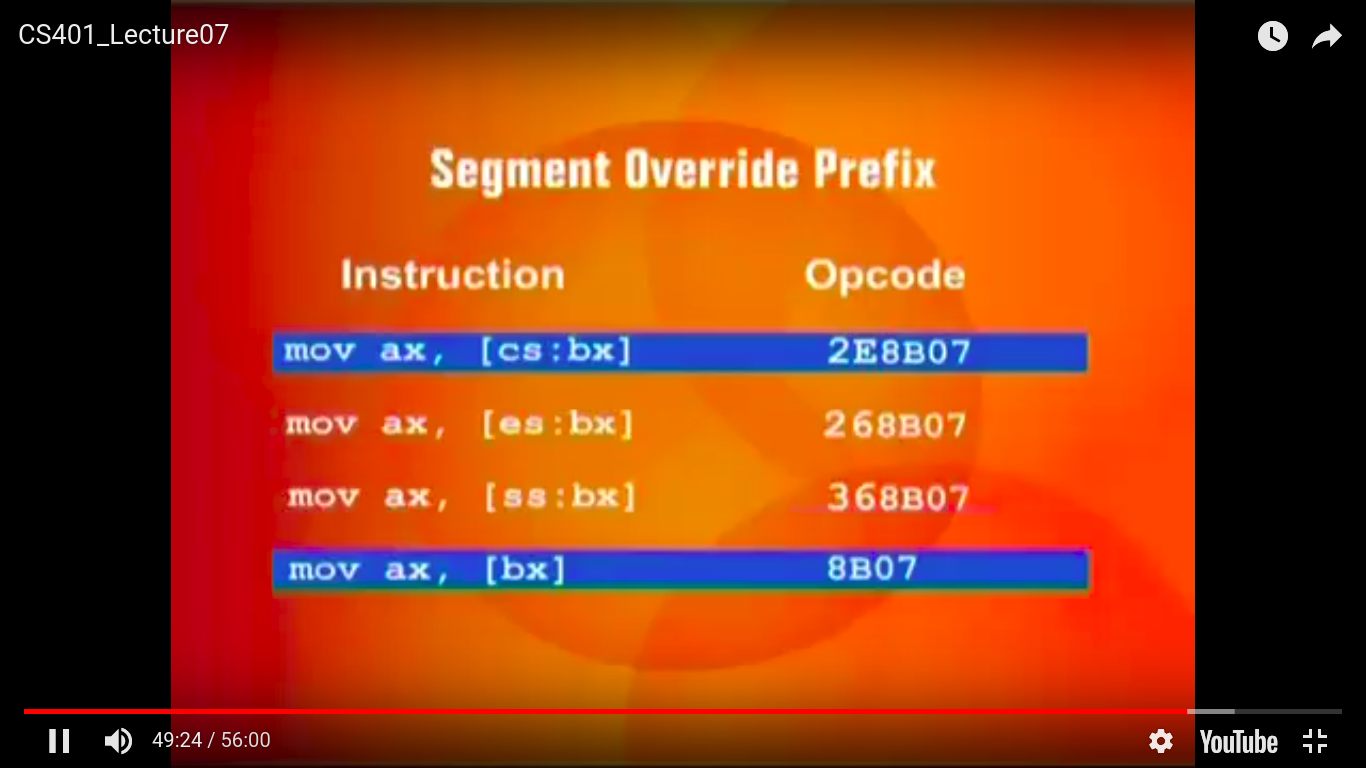 CS401_Lecture07
Segment Override Prefix
Instruction Opcode
mov ax, [cs:bx] 2E8B07
mov ax, [es:bx] 268B07
mov ax, [ss:bx] 368B07
mov ax, [bx] 8B07
49:24 / 56:00 YouTube